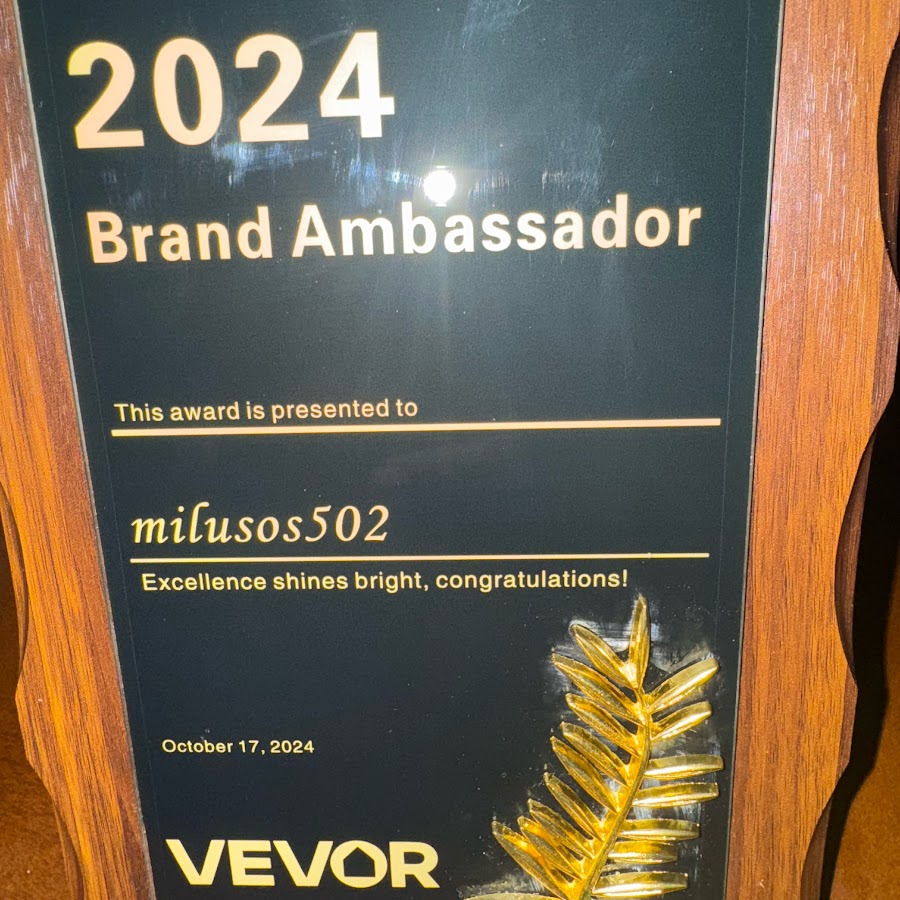 2024
Brand Ambassador
This award is presented to
milusos502
Excellence shines bright, congratulations!
October 17, 2024
VEVOR